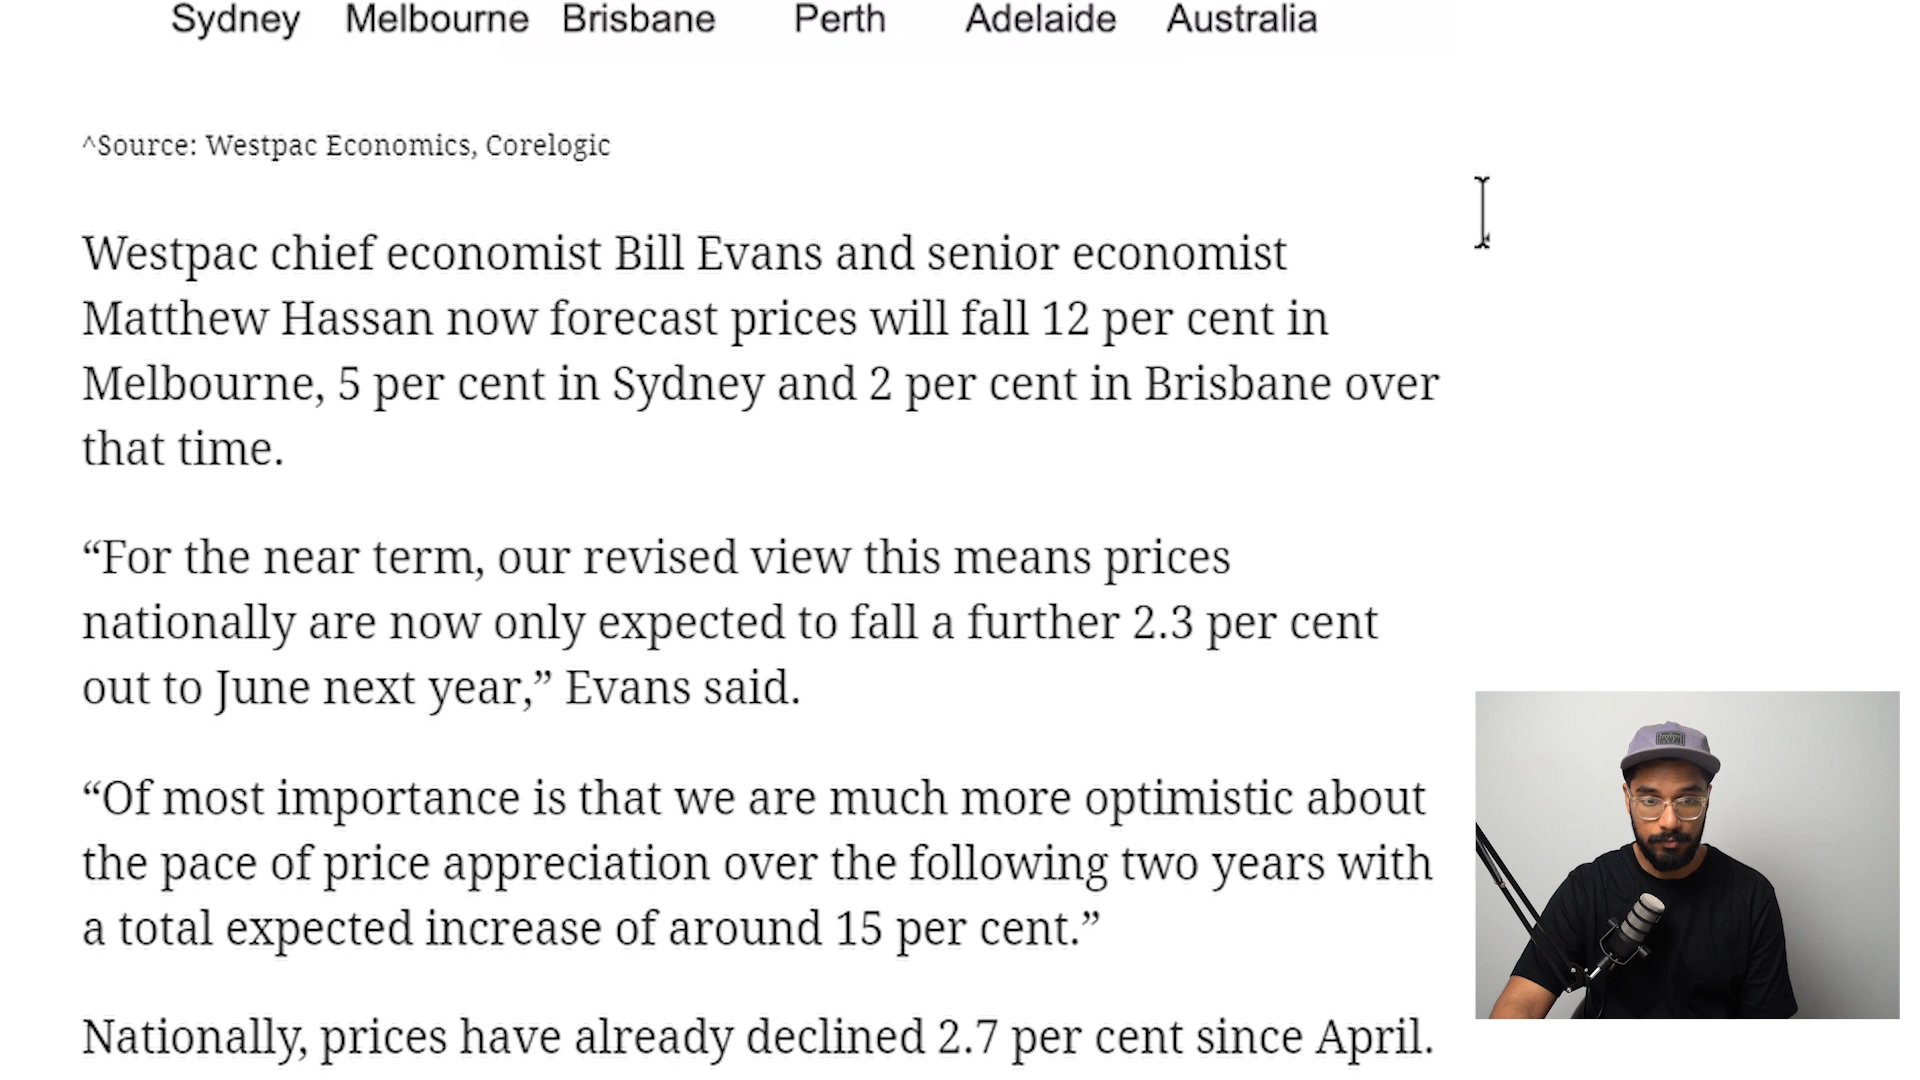 Sydney Melbourne Brisbane Perth Adelaide Australia
^Source: Westpac Economics, Corelogic
Westpac chief economist Bill Evans and senior economist
Matthew Hassan now forecast prices will fall 12 per cent in
Melbourne, 5 per cent in Sydney and 2 per cent in Brisbane over
that time.
“For the near term, our revised view this means prices
nationally are now only expected to fall a further 2.3 per cent
out to June next year,” Evans said.
“Of most importance is that we are much more optimistic about
the pace of price appreciation over the following two years with
a total expected increase of around 15 per cent.”
Nationally, prices have already declined 2.7 per cent since April.